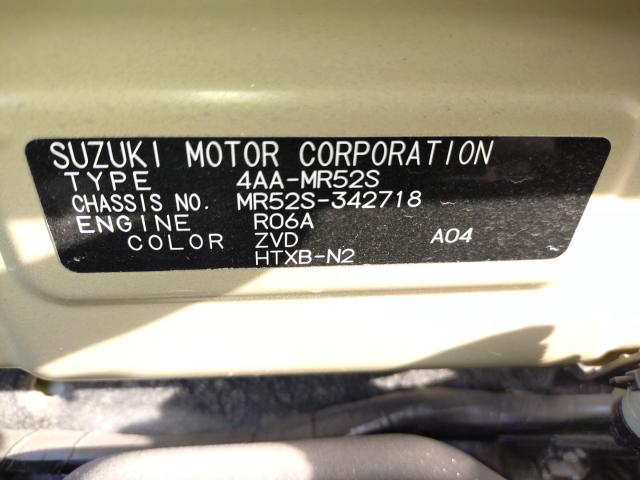 SUZUKI MOTOR CORPORATION
TYPE 4AA-MR52S
CHASSIS NO. MR52S-342718
ENGINE R06A
COLOR ZVD A04
HTXB-N2